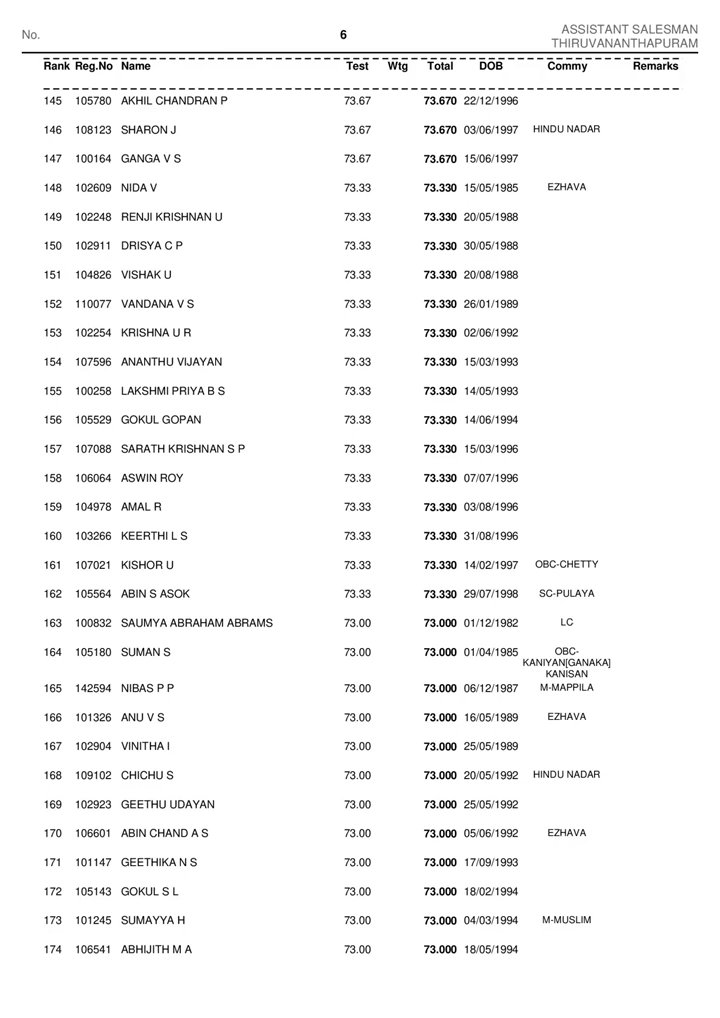 No. 6 ASSISTANT SALESMAN
THIRUVANANTHAPURAM
Rank Reg.No Name Test Wtg Total DOB Commy Remarks
145 105780 AKHIL CHANDRAN P 73.67 73.670 22/12/1996
146 108123 SHARON J 73.67 73.670 03/06/1997 HINDU NADAR
147 100164 GANGA V S 73.67 73.670 15/06/1997
148 102609 NIDA V 73.33 73.330 15/05/1985 EZHAVA
149 102248 RENJI KRISHNAN U 73.33 73.330 20/05/1988
150 102911 DRISYA C P 73.33 73.330 30/05/1988
151 104826 VISHAK U 73.33 73.330 20/08/1988
152 110077 VANDANA V S 73.33 73.330 26/01/1989
153 102254 KRISHNA U R 73.33 73.330 02/06/1992
154 107596 ANANTHU VIJAYAN 73.33 73.330 15/03/1993
155 100258 LAKSHMI PRIYA B S 73.33 73.330 14/05/1993
156 105529 GOKUL GOPAN 73.33 73.330 14/06/1994
157 107088 SARATH KRISHNAN S P 73.33 73.330 15/03/1996
158 106064 ASWIN ROY 73.33 73.330 07/07/1996
159 104978 AMAL R 73.33 73.330 03/08/1996
160 103266 KEERTHI L S 73.33 73.330 31/08/1996
161 107021 KISHOR U 73.33 73.330 14/02/1997 OBC-CHETTY
162 105564 ABIN S ASOK 73.33 73.330 29/07/1998 SC-PULAYA
163 100832 SAUMYA ABRAHAM ABRAMS 73.00 73.000 01/12/1982 LC
164 105180 SUMAN S 73.00 73.000 01/04/1985 OBC-
KANIYAN[GANAKA]
KANISAN
165 142594 NIBAS P P 73.00 73.000 06/12/1987 M-MAPPILA
166 101326 ANU V S 73.00 73.000 16/05/1989 EZHAVA
167 102904 VINITHA I 73.00 73.000 25/05/1989
168 109102 CHICHU S 73.00 73.000 20/05/1992 HINDU NADAR
169 102923 GEETHU UDAYAN 73.00 73.000 25/05/1992
170 106601 ABIN CHAND A S 73.00 73.000 05/06/1992 EZHAVA
171 101147 GEETHIKA N S 73.00 73.000 17/09/1993
172 105143 GOKUL S L 73.00 73.000 18/02/1994
173 101245 SUMAYYA H 73.00 73.000 04/03/1994 M-MUSLIM
174 106541 ABHIJITH M A 73.00 73.000 18/05/1994